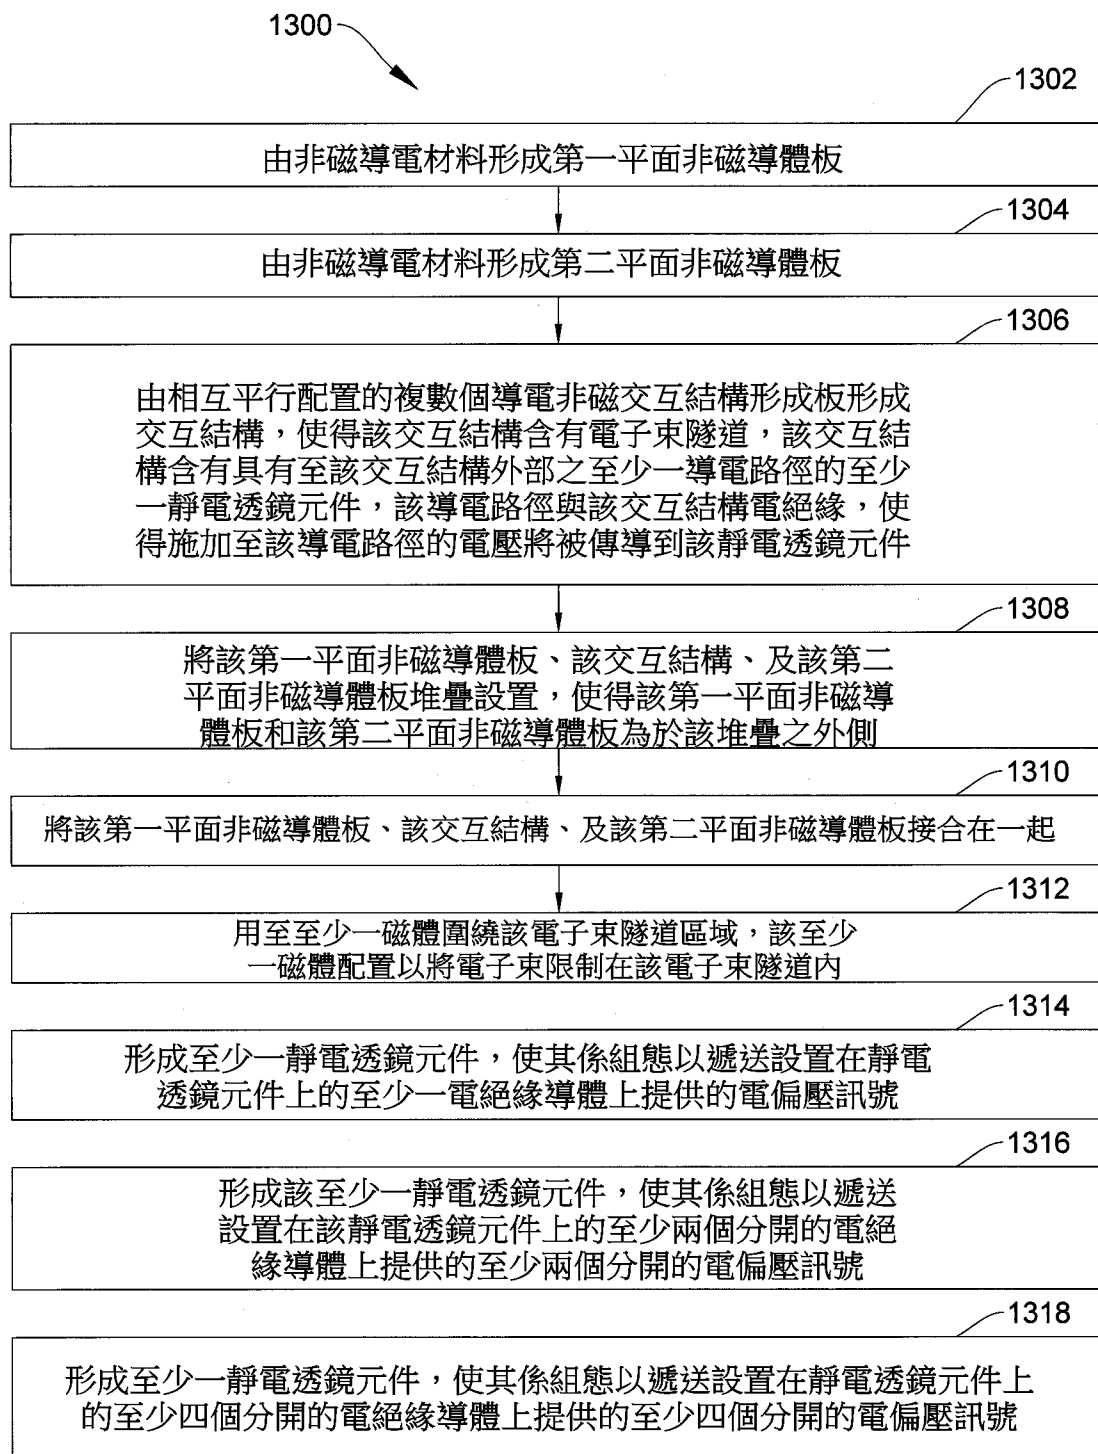 1300
1302
由非磁導電材料形成第一平面非磁導體板
1304
由非磁導電材料形成第二平面非磁導體板
1306
由相互平行配置的複數個導電非磁交互結構形成板形成
交互結構，使得該交互結構含有電子束隧道，該交互結
構含有具有至該交互結構外部之至少一導電路徑的至少
一靜電透鏡元件，該導電路徑與該交互結構電絕緣，使
得施加至該導電路徑的電壓將被傳導到該靜電透鏡元件
1308
將該第一平面非磁導體板、該交互結構、及該第二
平面非磁導體板堆疊設置，使得該第一平面非磁導
體板和該第二平面非磁導體板為於該堆疊之外側
1310
將該第一平面非磁導體板、該交互結構、及該第二平面非磁導體板接合在一起
1312
用至至少一磁體圍繞該電子束隧道區域，該至少
一磁體配置以將電子束限制在該電子束隧道內
1314
形成至少一靜電透鏡元件，使其係組態以遞送設置在靜電
透鏡元件上的至少一電絕緣導體上提供的電偏壓訊號
1316
形成該至少一靜電透鏡元件，使其係組態以遞送
設置在該靜電透鏡元件上的至少兩個分開的電絕
緣導體上提供的至少兩個分開的電偏壓訊號
1318
形成至少一靜電透鏡元件，使其係組態以遞送設置在靜電透鏡元件上
的至少四個分開的電絕緣導體上提供的至少四個分開的電偏壓訊號